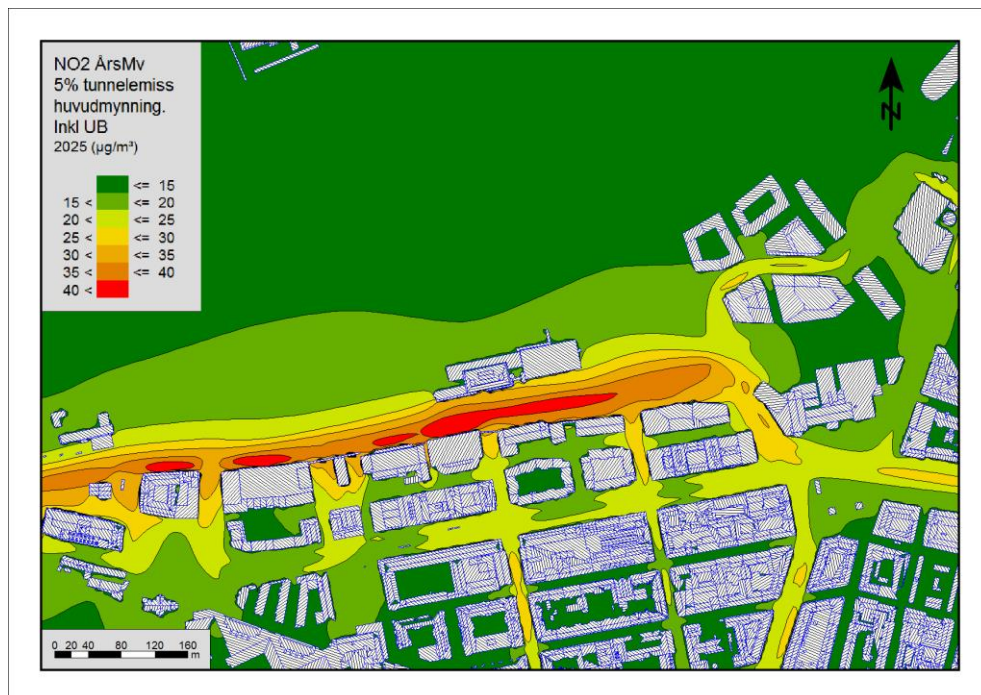 NO2 ÅrsMv
5% tunnelemiss
huvudmynning.
Inkl UB
2025 (µg/m³)
<= 15
15 < <= 20
20 < <= 25
25 < <= 30
30 < <= 35
35 < <= 40
40 <
N
0 20 40 80 120 160
m